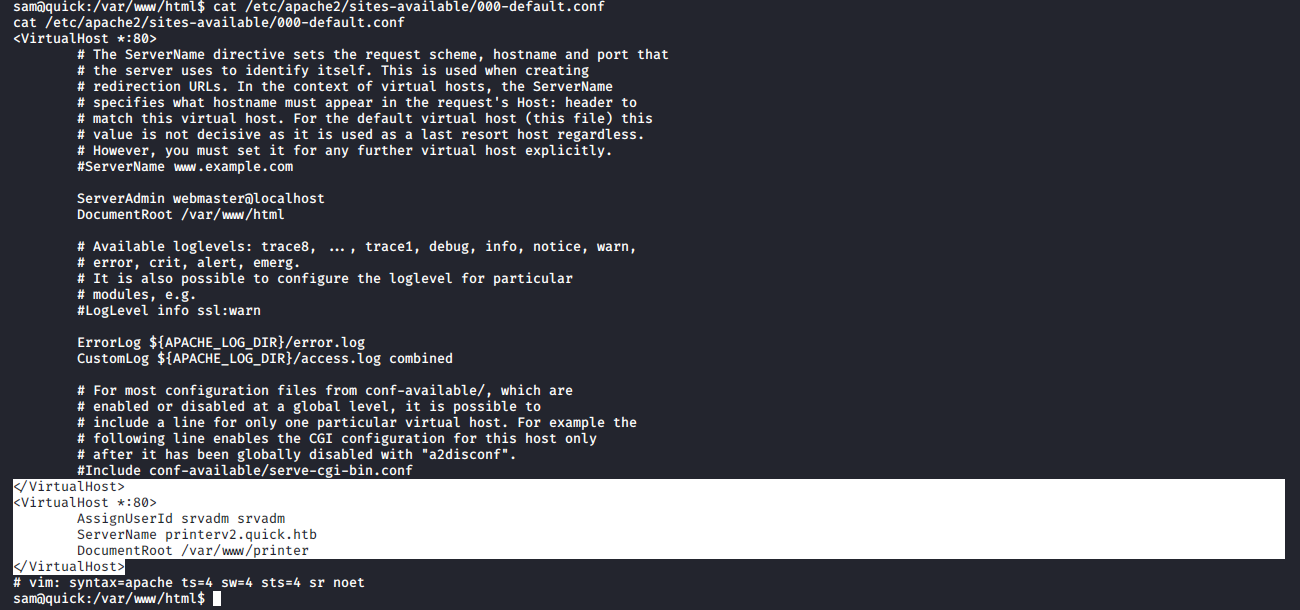 sam@quick:/var/www/html$ cat /etc/apache2/sites-available/000-default.conf
cat /etc/apache2/sites-available/000-default.conf
<VirtualHost *:80>
        # The ServerName directive sets the request scheme, hostname and port that
        # the server uses to identify itself. This is used when creating
        # redirection URLs. In the context of virtual hosts, the ServerName
        # specifies what hostname must appear in the request's Host: header to
        # match this virtual host. For the default virtual host (this file) this
        # value is not decisive as it is used as a last resort host regardless.
        # However, you must set it for any further virtual host explicitly.
        #ServerName www.example.com

        ServerAdmin webmaster@localhost
        DocumentRoot /var/www/html

        # Available loglevels: trace8, ..., trace1, debug, info, notice, warn,
        # error, crit, alert, emerg.
        # It is also possible to configure the loglevel for particular
        # modules, e.g.
        #LogLevel info ssl:warn

        ErrorLog ${APACHE_LOG_DIR}/error.log
        CustomLog ${APACHE_LOG_DIR}/access.log combined

        # For most configuration files from conf-available/, which are
        # enabled or disabled at a global level, it is possible to
        # include a line for only one particular virtual host. For example the
        # following line enables the CGI configuration for this host only
        # after it has been globally disabled with "a2disconf".
        #Include conf-available/serve-cgi-bin.conf
</VirtualHost>
<VirtualHost *:80>
        AssignUserId srvadm srvadm
        ServerName printerv2.quick.htb
        DocumentRoot /var/www/printer
</VirtualHost>
# vim: syntax=apache ts=4 sw=4 sts=4 sr noet
sam@quick:/var/www/html$